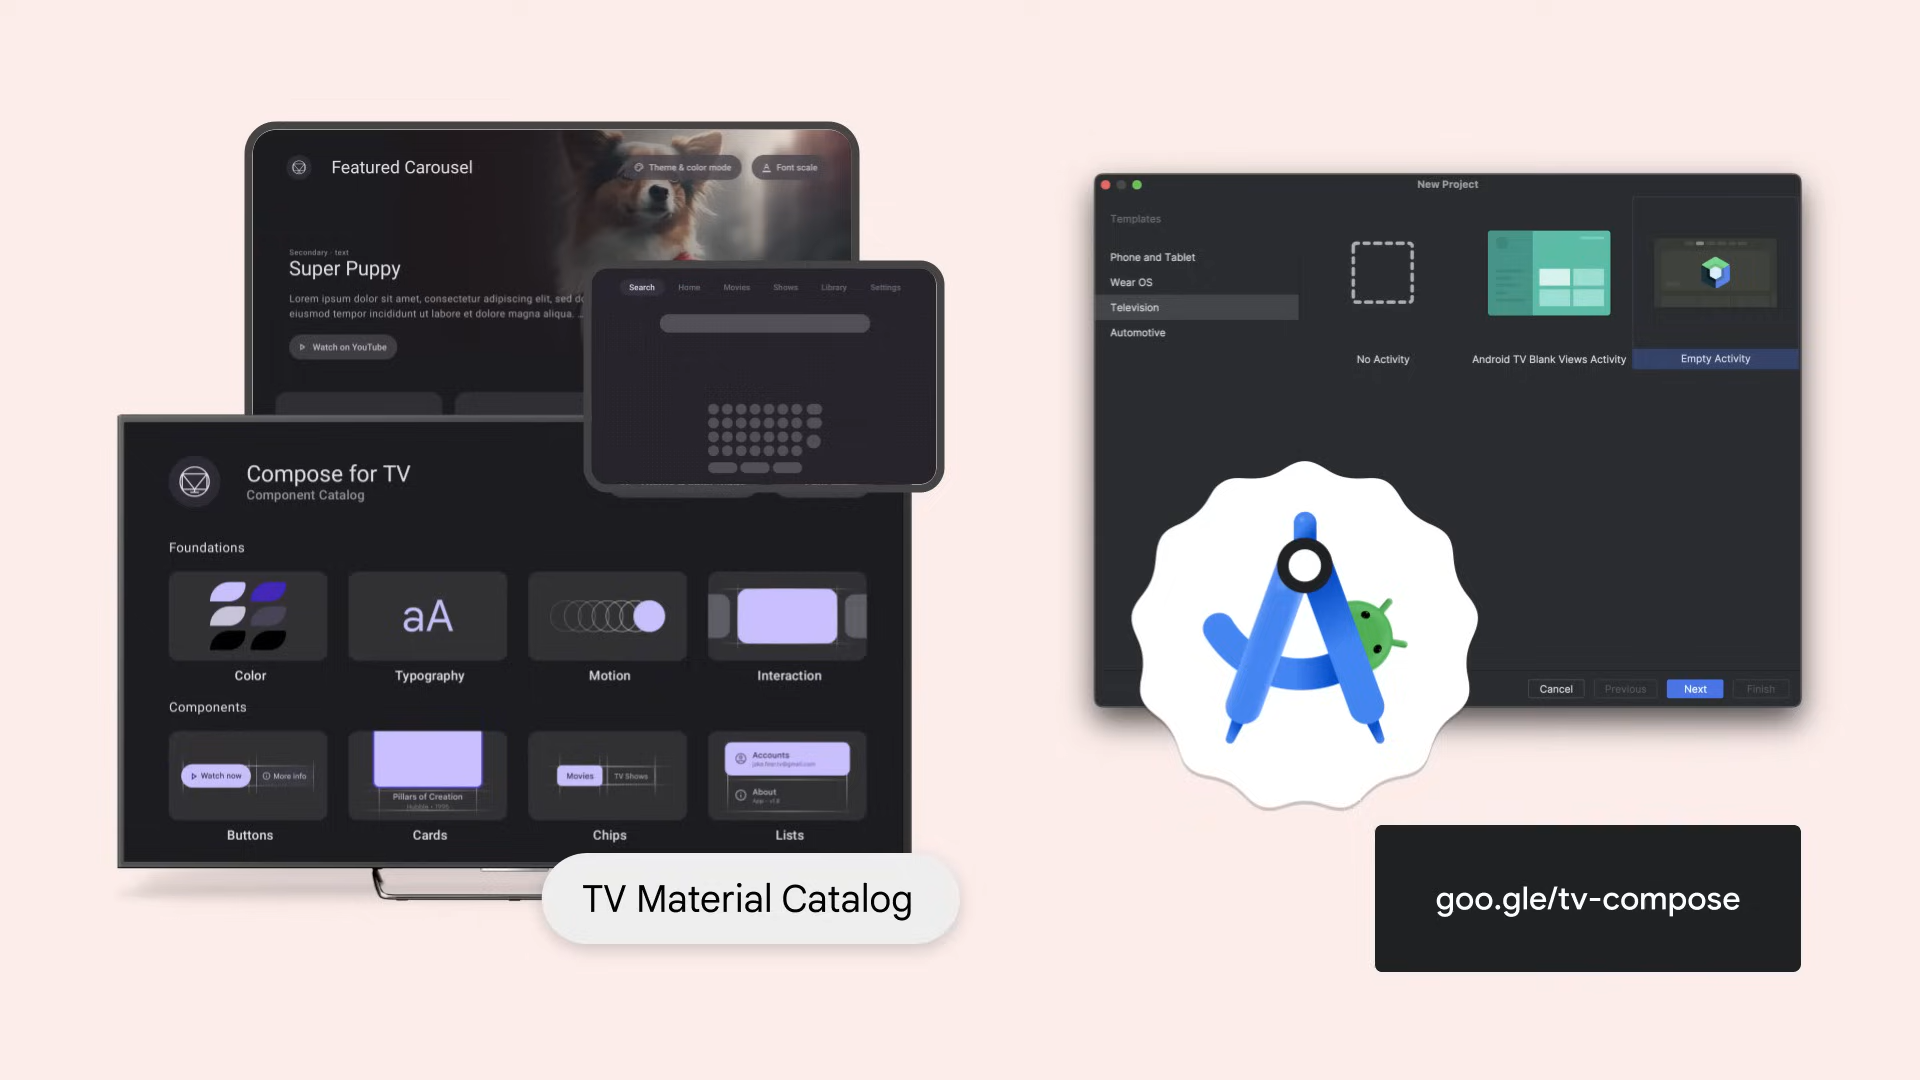 Featured Carousel
Theme & color mode
Font scale
Secondary · text
Super Puppy
Lorem ipsum dolor sit amet, consectetur adipiscing elit, sed do
eiusmod tempor incididunt ut labore et dolore magna aliqua. ...
Watch on YouTube
Search Home Movies Shows Library Settings
Compose for TV
Component Catalog
Foundations
aA
Color Typography Motion Interaction
Components
Watch now
More info
Pillars of Creation
Hubble • 1995
Movies TV Shows
Accounts
About
Buttons Cards Chips Lists
TV Material Catalog
New Project
Templates
Phone and Tablet
Wear OS
Television
Automotive
No Activity
Android TV Blank Views Activity
Empty Activity
Cancel Previous Next Finish
goo.gle/tv-compose